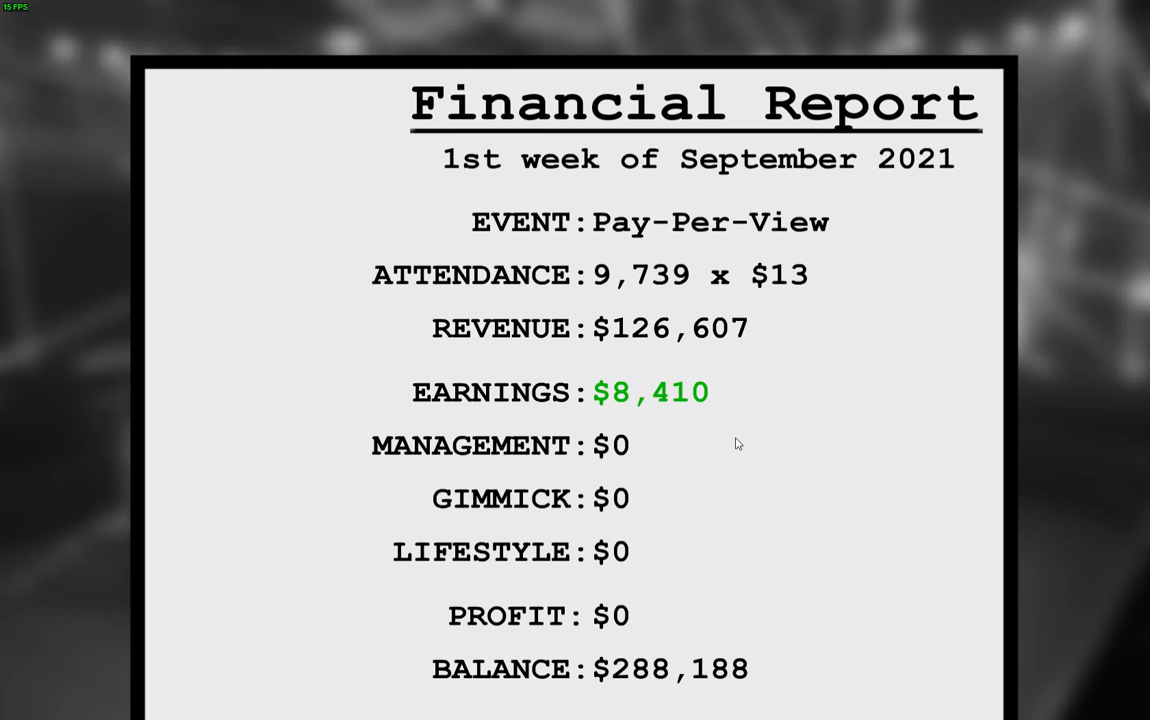 15 FPS
Financial Report
1st week of September 2021
EVENT: Pay-Per-View
ATTENDANCE: 9,739 x $13
REVENUE: $126,607
EARNINGS: $8,410
MANAGEMENT: $0
GIMMICK: $0
LIFESTYLE: $0
PROFIT: $0
BALANCE: $288,188